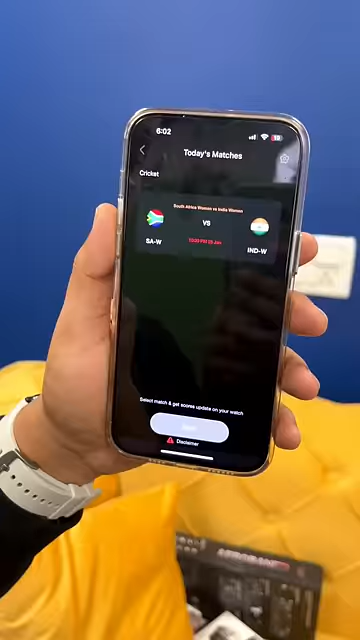 6:02
19
Today's Matches
Cricket
South Africa Women vs India Women
VS
SA-W
IND-W
Select match & get scores update on your watch
Disclaimer